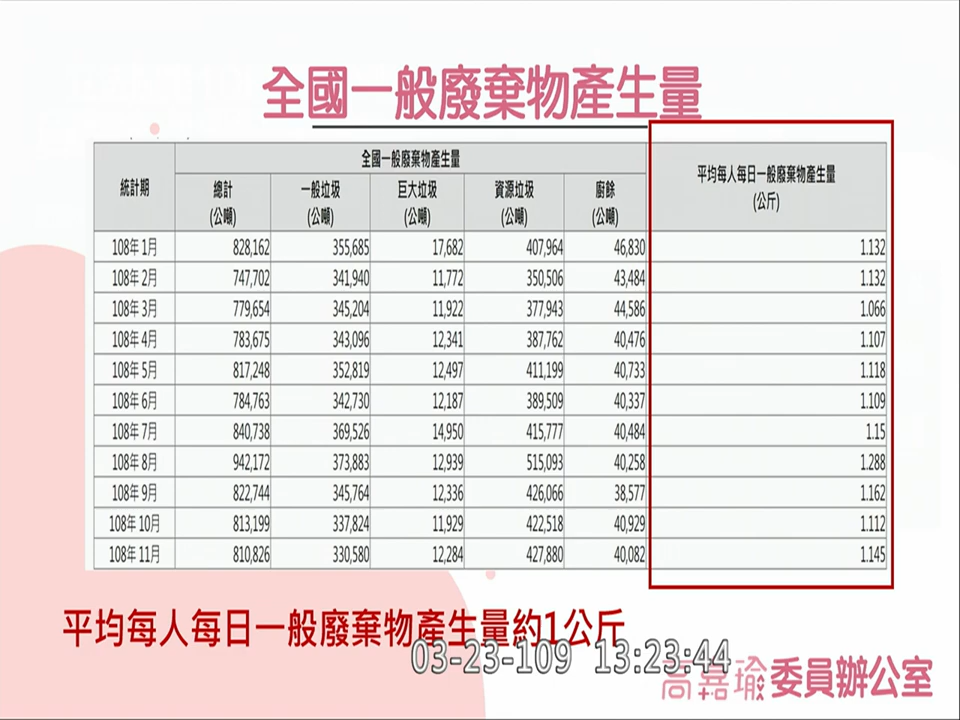 全國一般廢棄物產生量
統計期 全國一般廢棄物產生量 平均每人每日一般廢棄物產生量 (公斤)
總計 (公噸) 一般垃圾 (公噸) 巨大垃圾 (公噸) 資源垃圾 (公噸) 廚餘 (公噸)
108年 1月 828,162 355,685 17,682 407,964 46,830 1.132
108年 2月 747,702 341,940 11,772 350,506 43,484 1.132
108年 3月 779,654 345,204 11,922 377,943 44,586 1.066
108年 4月 783,675 343,096 12,341 387,762 40,476 1.107
108年 5月 817,248 352,819 12,497 411,199 40,733 1.118
108年 6月 784,763 342,730 12,187 389,509 40,337 1.109
108年 7月 840,738 369,526 14,950 415,777 40,484 1.15
108年 8月 942,172 373,883 12,939 515,093 40,258 1.288
108年 9月 822,744 345,764 12,336 426,066 38,577 1.162
108年 10月 813,199 337,824 11,929 422,518 40,929 1.112
108年 11月 810,826 330,580 12,284 427,880 40,082 1.145
平均每人每日一般廢棄物產生量約1公斤
03-23-109 13:23:44
高嘉瑜委員辦公室